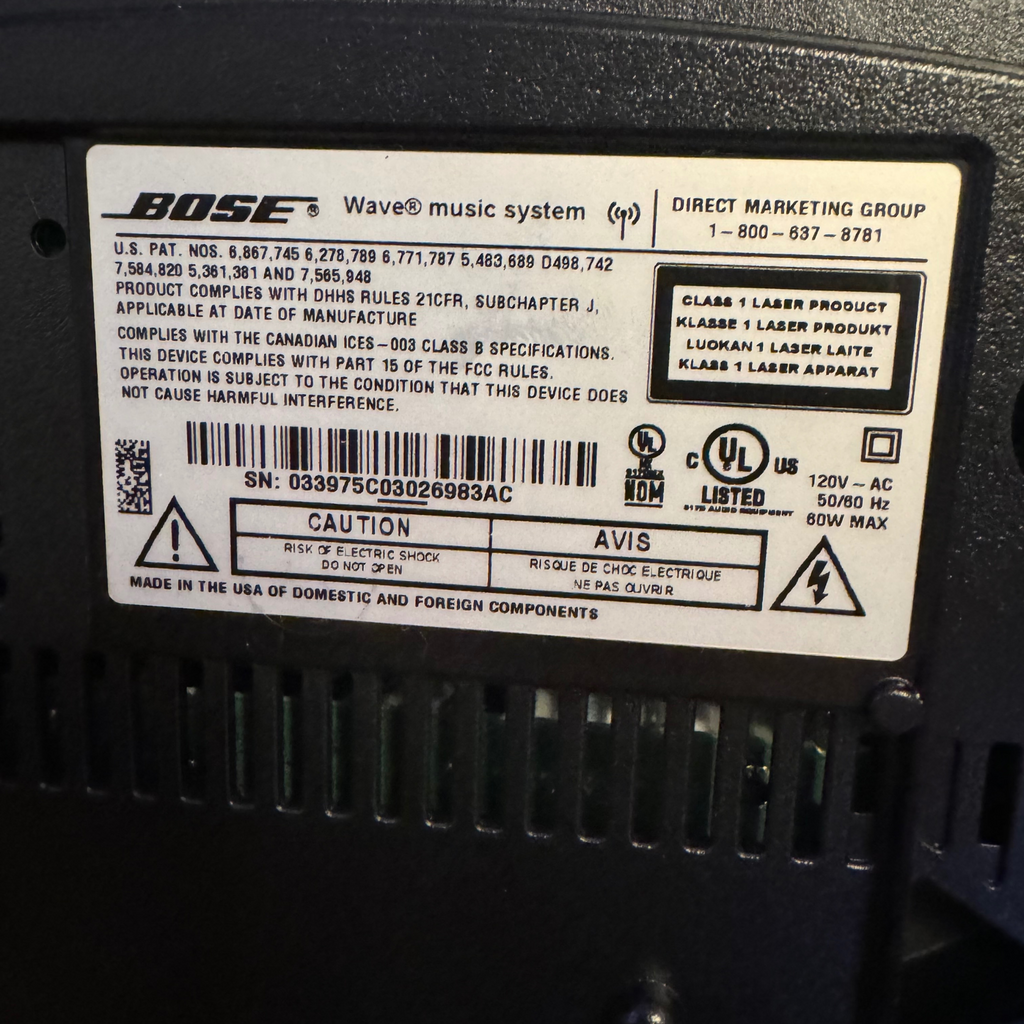 BOSE® Wave® music system
DIRECT MARKETING GROUP
1-800-637-8781
U.S. PAT. NOS. 6,867,745 6,278,789 6,771,787 5,483,689 D498,742
7,584,820 5,361,381 AND 7,565,948
PRODUCT COMPLIES WITH DHHS RULES 21CFR, SUBCHAPTER J,
APPLICABLE AT DATE OF MANUFACTURE
COMPLIES WITH THE CANADIAN ICES-003 CLASS B SPECIFICATIONS.
THIS DEVICE COMPLIES WITH PART 15 OF THE FCC RULES.
OPERATION IS SUBJECT TO THE CONDITION THAT THIS DEVICE DOES
NOT CAUSE HARMFUL INTERFERENCE.
CLASS 1 LASER PRODUCT
KLASSE 1 LASER PRODUKT
LUOKAN 1 LASER LAITE
KLASS 1 LASER APPARAT
SN: 033975C03026983AC
UL
NOM
C UL US
LISTED
120V ~ AC
50/60 Hz
60W MAX
CAUTION
RISK OF ELECTRIC SHOCK
DO NOT OPEN
AVIS
RISQUE DE CHOC ELECTRIQUE
NE PAS OUVRIR
MADE IN THE USA OF DOMESTIC AND FOREIGN COMPONENTS